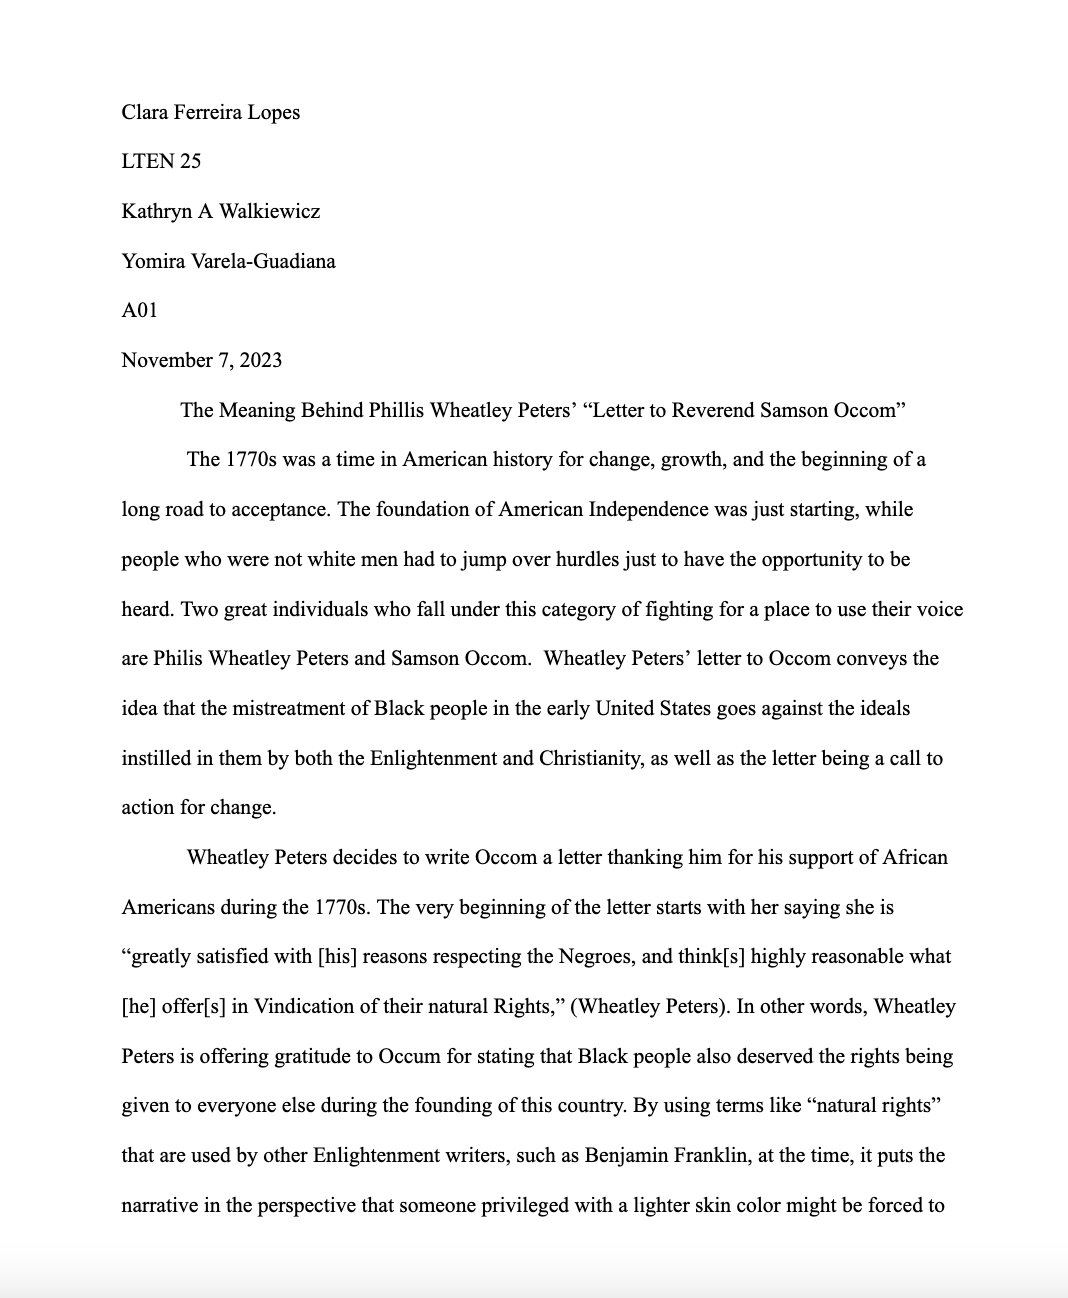 Clara Ferreira Lopes
LTEN 25
Kathryn A Walkiewicz
Yomira Varela-Guadiana
A01
November 7, 2023
The Meaning Behind Phillis Wheatley Peters’ “Letter to Reverend Samson Occom”
The 1770s was a time in American history for change, growth, and the beginning of a
long road to acceptance. The foundation of American Independence was just starting, while
people who were not white men had to jump over hurdles just to have the opportunity to be
heard. Two great individuals who fall under this category of fighting for a place to use their voice
are Philis Wheatley Peters and Samson Occom.  Wheatley Peters’ letter to Occom conveys the
idea that the mistreatment of Black people in the early United States goes against the ideals
instilled in them by both the Enlightenment and Christianity, as well as the letter being a call to
action for change.
Wheatley Peters decides to write Occom a letter thanking him for his support of African
Americans during the 1770s. The very beginning of the letter starts with her saying she is
“greatly satisfied with [his] reasons respecting the Negroes, and think[s] highly reasonable what
[he] offer[s] in Vindication of their natural Rights,” (Wheatley Peters). In other words, Wheatley
Peters is offering gratitude to Occum for stating that Black people also deserved the rights being
given to everyone else during the founding of this country. By using terms like “natural rights”
that are used by other Enlightenment writers, such as Benjamin Franklin, at the time, it puts the
narrative in the perspective that someone privileged with a lighter skin color might be forced to